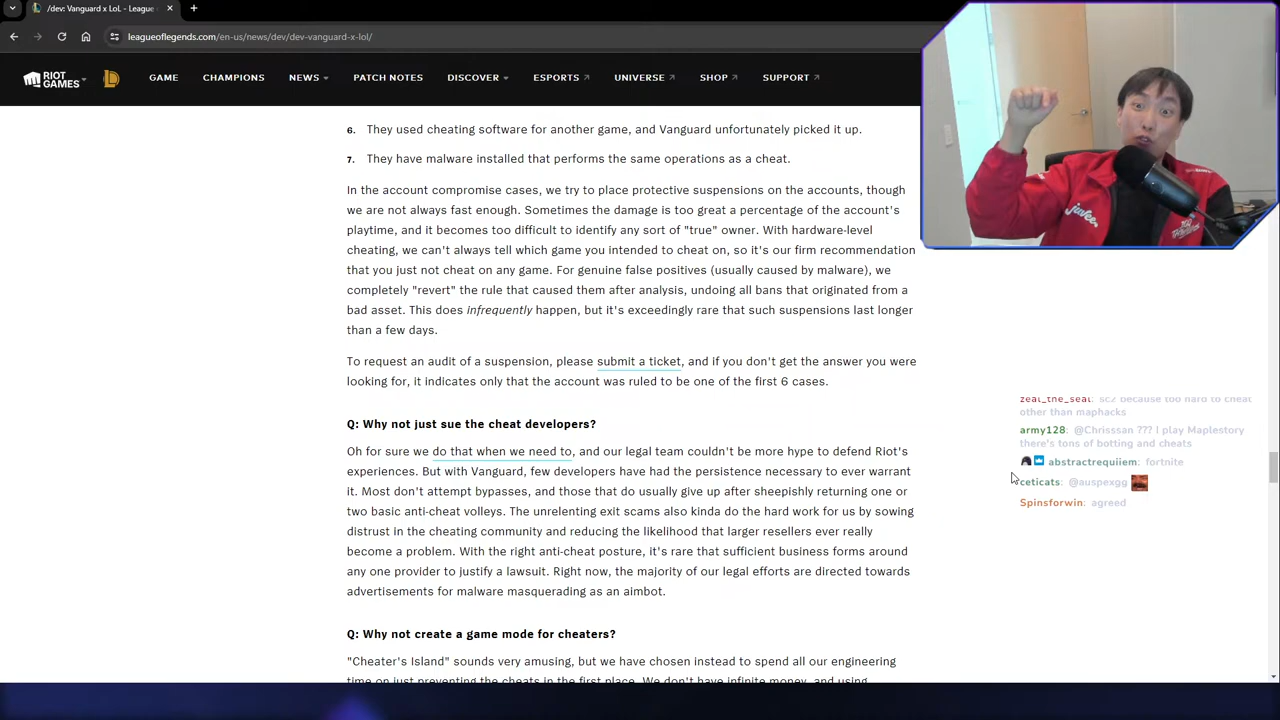 /dev: Vanguard x LoL - League
leagueoflegends.com/en-us/news/dev/dev-vanguard-x-lol/
RIOT GAMES GAME CHAMPIONS NEWS PATCH NOTES DISCOVER ESPORTS UNIVERSE SHOP SUPPORT
6. They used cheating software for another game, and Vanguard unfortunately picked it up.
7. They have malware installed that performs the same operations as a cheat.
In the account compromise cases, we try to place protective suspensions on the accounts, though
we are not always fast enough. Sometimes the damage is too great a percentage of the account's
playtime, and it becomes too difficult to identify any sort of "true" owner. With hardware-level
cheating, we can't always tell which game you intended to cheat on, so it's our firm recommendation
that you just not cheat on any game. For genuine false positives (usually caused by malware), we
completely "revert" the rule that caused them after analysis, undoing all bans that originated from a
bad asset. This does infrequently happen, but it's exceedingly rare that such suspensions last longer
than a few days.
To request an audit of a suspension, please submit a ticket, and if you don't get the answer you were
looking for, it indicates only that the account was ruled to be one of the first 6 cases.
Q: Why not just sue the cheat developers?
Oh for sure we do that when we need to, and our legal team couldn't be more hype to defend Riot's
experiences. But with Vanguard, few developers have had the persistence necessary to ever warrant
it. Most don't attempt bypasses, and those that do usually give up after sheepishly returning one or
two basic anti-cheat volleys. The unrelenting exit scams also kinda do the hard work for us by sowing
distrust in the cheating community and reducing the likelihood that larger resellers ever really
become a problem. With the right anti-cheat posture, it's rare that sufficient business forms around
any one provider to justify a lawsuit. Right now, the majority of our legal efforts are directed towards
advertisements for malware masquerading as an aimbot.
Q: Why not create a game mode for cheaters?
"Cheater's Island" sounds very amusing, but we have chosen instead to spend all our engineering
time on just preventing the cheats in the first place. We don't have infinite money, and using
juvee
zeal_the_seal: sc2 because too hard to cheat
other than maphacks
army128: @Chrisssan ??? I play Maplestory
there's tons of botting and cheats
abstractrequiiem: fortnite
ceticats: @auspexgg
Spinsforwin: agreed